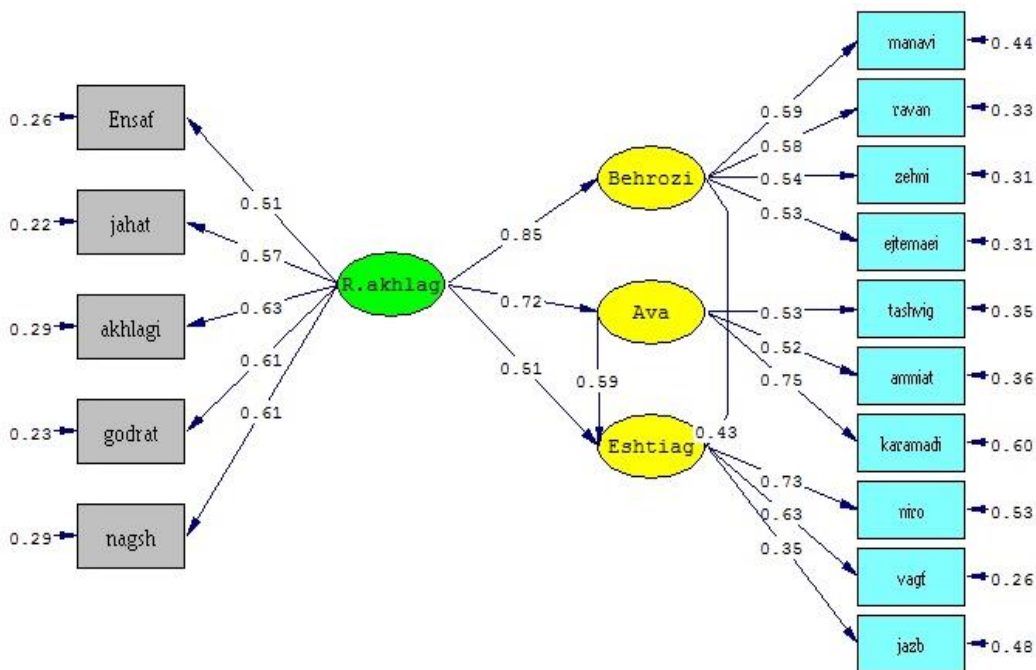 0.26
Ensaf
0.22
jahat
0.29
akhlagi
0.23
godrat
0.29
nagsh
0.51
0.57
0.63
0.61
0.61
R.akhlag
0.85
0.72
0.51
Behrozi
Ava
0.59
Eshtiag
0.43
0.59
0.58
0.54
0.53
0.53
0.52
0.75
0.73
0.63
0.35
manavi
0.44
ravan
0.33
zehni
0.31
ejtemaei
0.31
tashvig
0.35
amniat
0.36
karamadi
0.60
niro
0.53
vagf
0.26
jazb
0.48